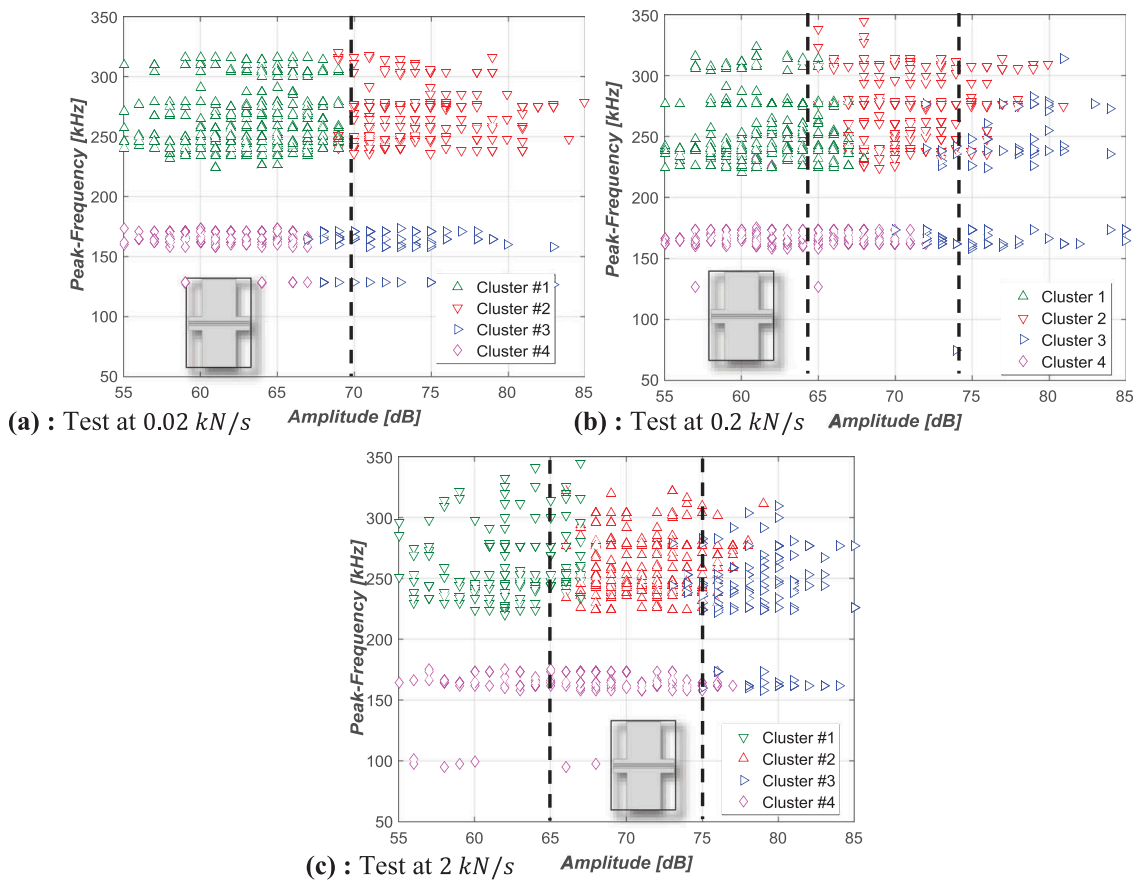 350
300
250
200
150
100
50
Peak-Frequency [kHz]
Cluster #1
Cluster #2
Cluster #3
Cluster #4
55 60 65 70 75 80 85
Amplitude [dB]
(a) : Test at 0.02 kN/s
350
300
250
200
150
100
50
Peak-Frequency [kHz]
Cluster 1
Cluster 2
Cluster 3
Cluster 4
55 60 65 70 75 80 85
Amplitude [dB]
(b) : Test at 0.2 kN/s
350
300
250
200
150
100
50
Peak-Frequency [kHz]
Cluster #1
Cluster #2
Cluster #3
Cluster #4
55 60 65 70 75 80 85
Amplitude [dB]
(c) : Test at 2 kN/s